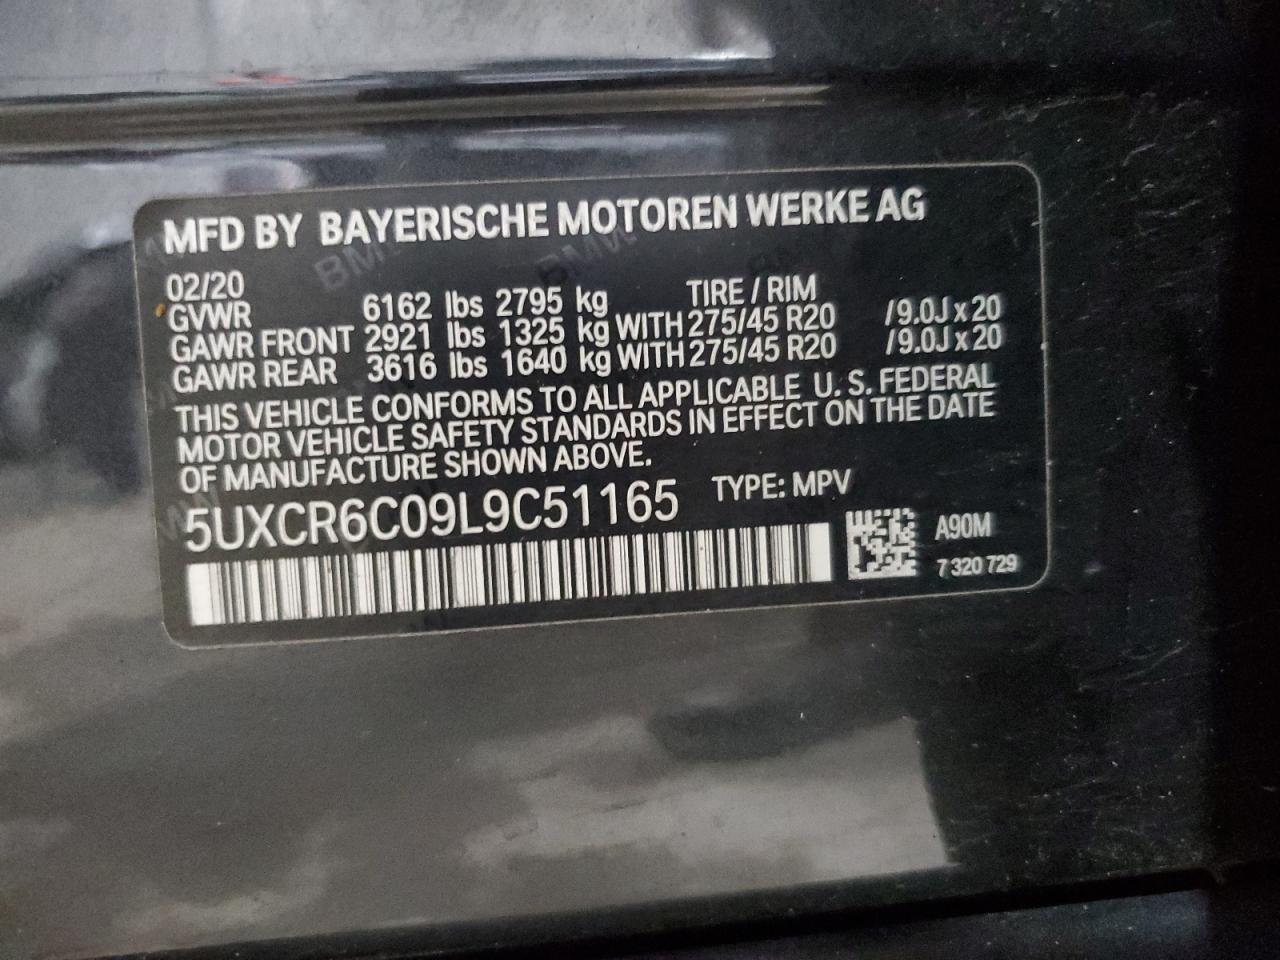 MFD BY BAYERISCHE MOTOREN WERKE AG
02/20 TIRE / RIM
GVWR 6162 lbs 2795 kg
GAWR FRONT 2921 lbs 1325 kg WITH 275/45 R20 /9.0J x 20
GAWR REAR 3616 lbs 1640 kg WITH 275/45 R20 /9.0J x 20
THIS VEHICLE CONFORMS TO ALL APPLICABLE U. S. FEDERAL
MOTOR VEHICLE SAFETY STANDARDS IN EFFECT ON THE DATE
OF MANUFACTURE SHOWN ABOVE.
5UXCR6C09L9C51165 TYPE: MPV
A90M
7 320 729